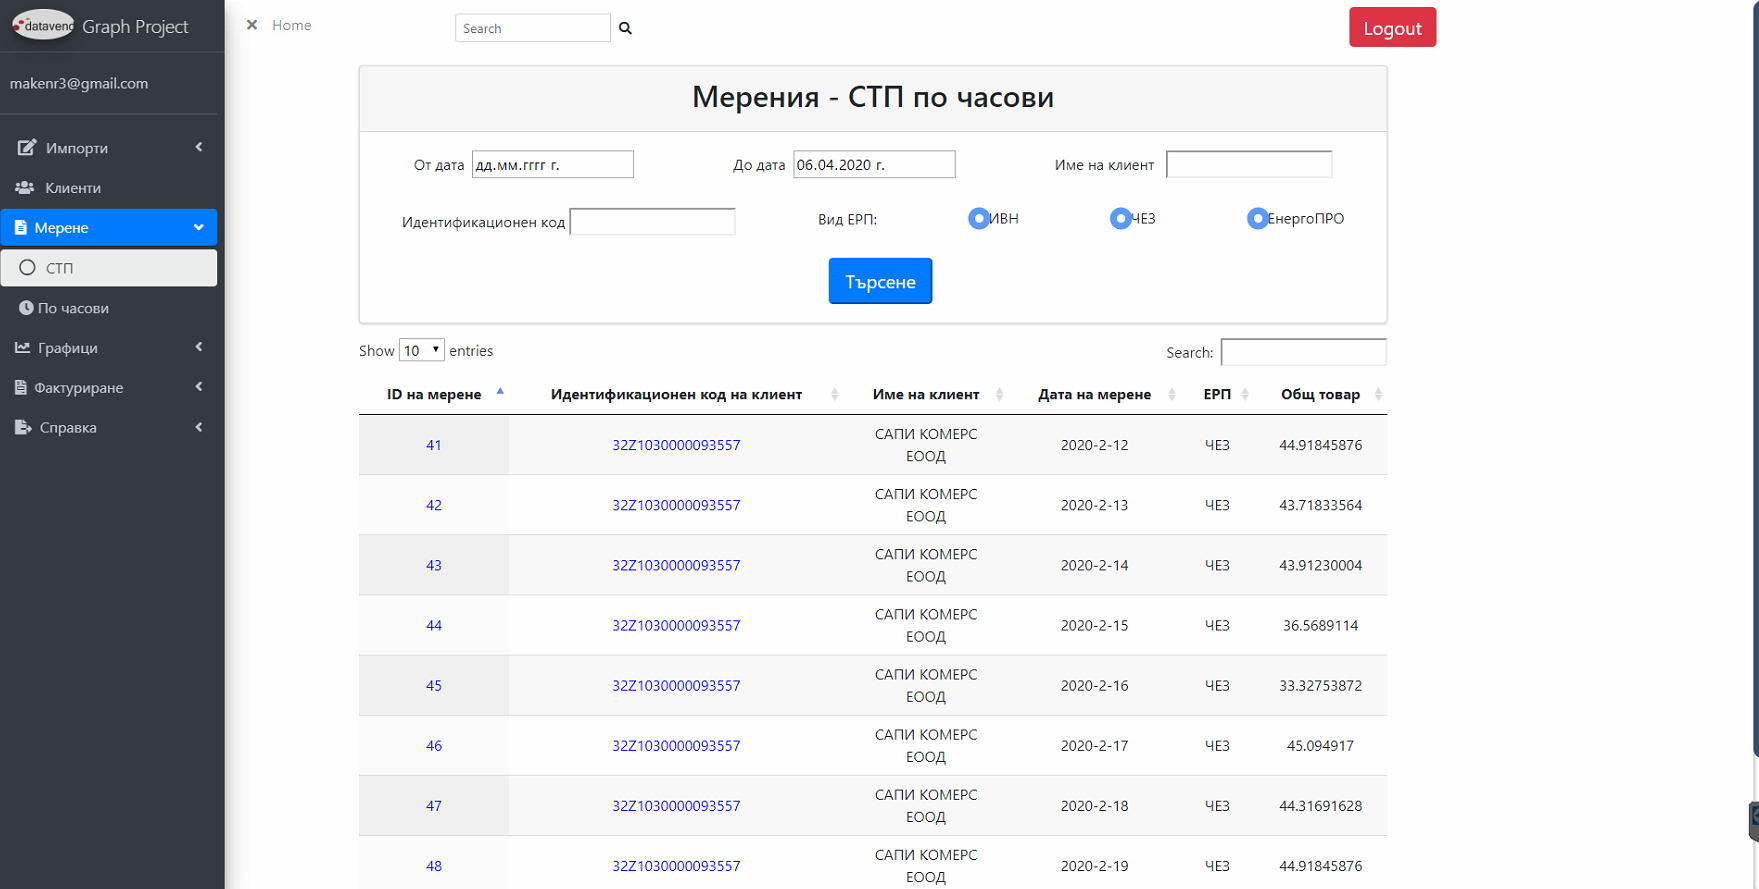 dataveno Graph Project
× Home
Search
Logout
makenr3@gmail.com
Импорти
Клиенти
Мерене
СТП
По часови
Графици
Фактуриране
Справка
Мерения - СТП по часови
От дата дд.мм.гггг г. До дата 06.04.2020 г. Име на клиент
Идентификационен код Вид ЕРП: ИВН ЧЕЗ ЕнергоПРО
Търсене
Show 10 entries Search:
ID на мерене Идентификационен код на клиент Име на клиент Дата на мерене ЕРП Общ товар
41 32Z1030000093557 САПИ КОМЕРС ЕООД 2020-2-12 ЧЕЗ 44.91845876
42 32Z1030000093557 САПИ КОМЕРС ЕООД 2020-2-13 ЧЕЗ 43.71833564
43 32Z1030000093557 САПИ КОМЕРС ЕООД 2020-2-14 ЧЕЗ 43.91230004
44 32Z1030000093557 САПИ КОМЕРС ЕООД 2020-2-15 ЧЕЗ 36.5689114
45 32Z1030000093557 САПИ КОМЕРС ЕООД 2020-2-16 ЧЕЗ 33.32753872
46 32Z1030000093557 САПИ КОМЕРС ЕООД 2020-2-17 ЧЕЗ 45.094917
47 32Z1030000093557 САПИ КОМЕРС ЕООД 2020-2-18 ЧЕЗ 44.31691628
48 32Z1030000093557 САПИ КОМЕРС ЕООД 2020-2-19 ЧЕЗ 44.91845876